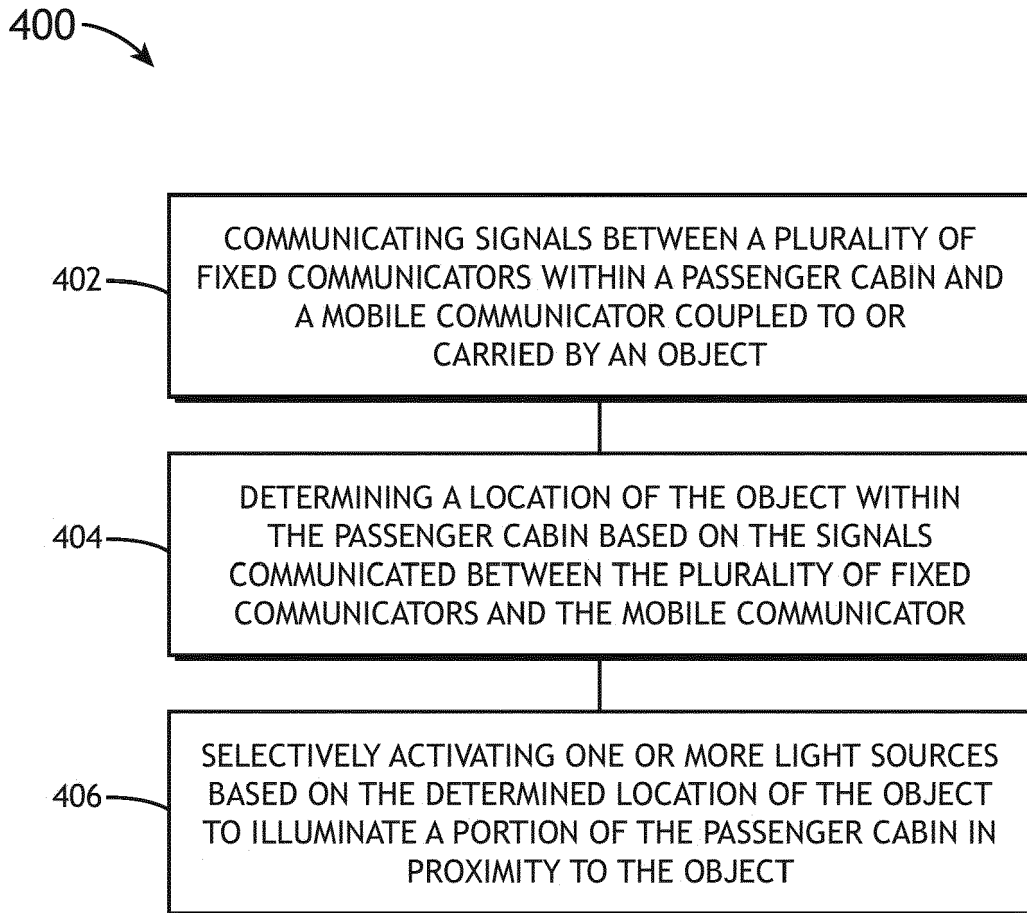 400
402
COMMUNICATING SIGNALS BETWEEN A PLURALITY OF
FIXED COMMUNICATORS WITHIN A PASSENGER CABIN AND
A MOBILE COMMUNICATOR COUPLED TO OR
CARRIED BY AN OBJECT
404
DETERMINING A LOCATION OF THE OBJECT WITHIN
THE PASSENGER CABIN BASED ON THE SIGNALS
COMMUNICATED BETWEEN THE PLURALITY OF FIXED
COMMUNICATORS AND THE MOBILE COMMUNICATOR
406
SELECTIVELY ACTIVATING ONE OR MORE LIGHT SOURCES
BASED ON THE DETERMINED LOCATION OF THE OBJECT
TO ILLUMINATE A PORTION OF THE PASSENGER CABIN IN
PROXIMITY TO THE OBJECT